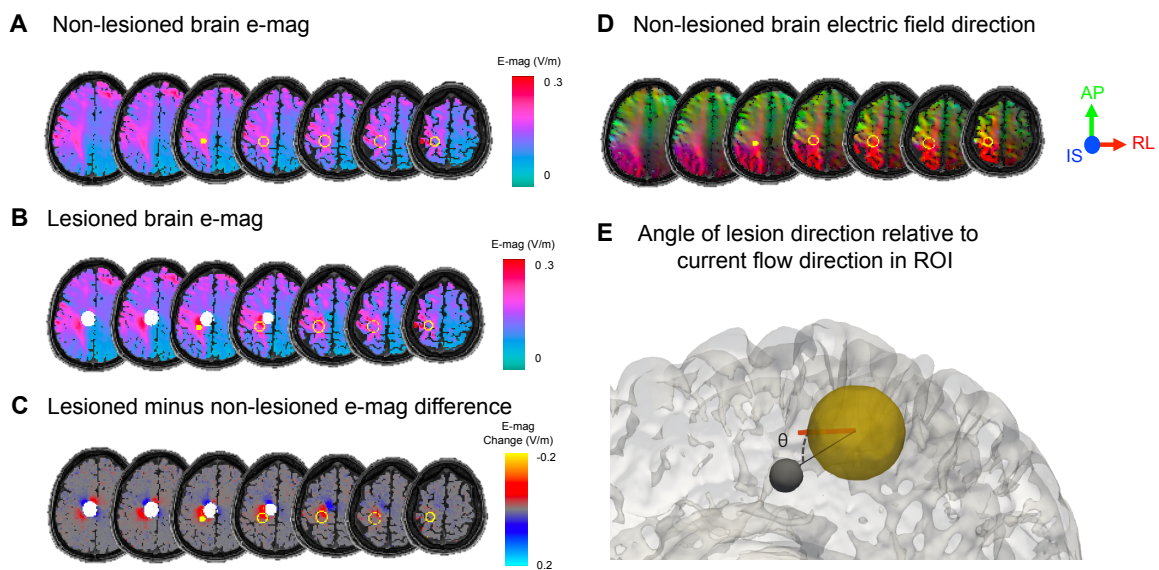 A Non-lesioned brain e-mag
E-mag (V/m)
0.3
0
B Lesioned brain e-mag
E-mag (V/m)
0.3
0
C Lesioned minus non-lesioned e-mag difference
E-mag
Change (V/m)
-0.2
0.2
D Non-lesioned brain electric field direction
AP
IS
RL
E Angle of lesion direction relative to
current flow direction in ROI
θ